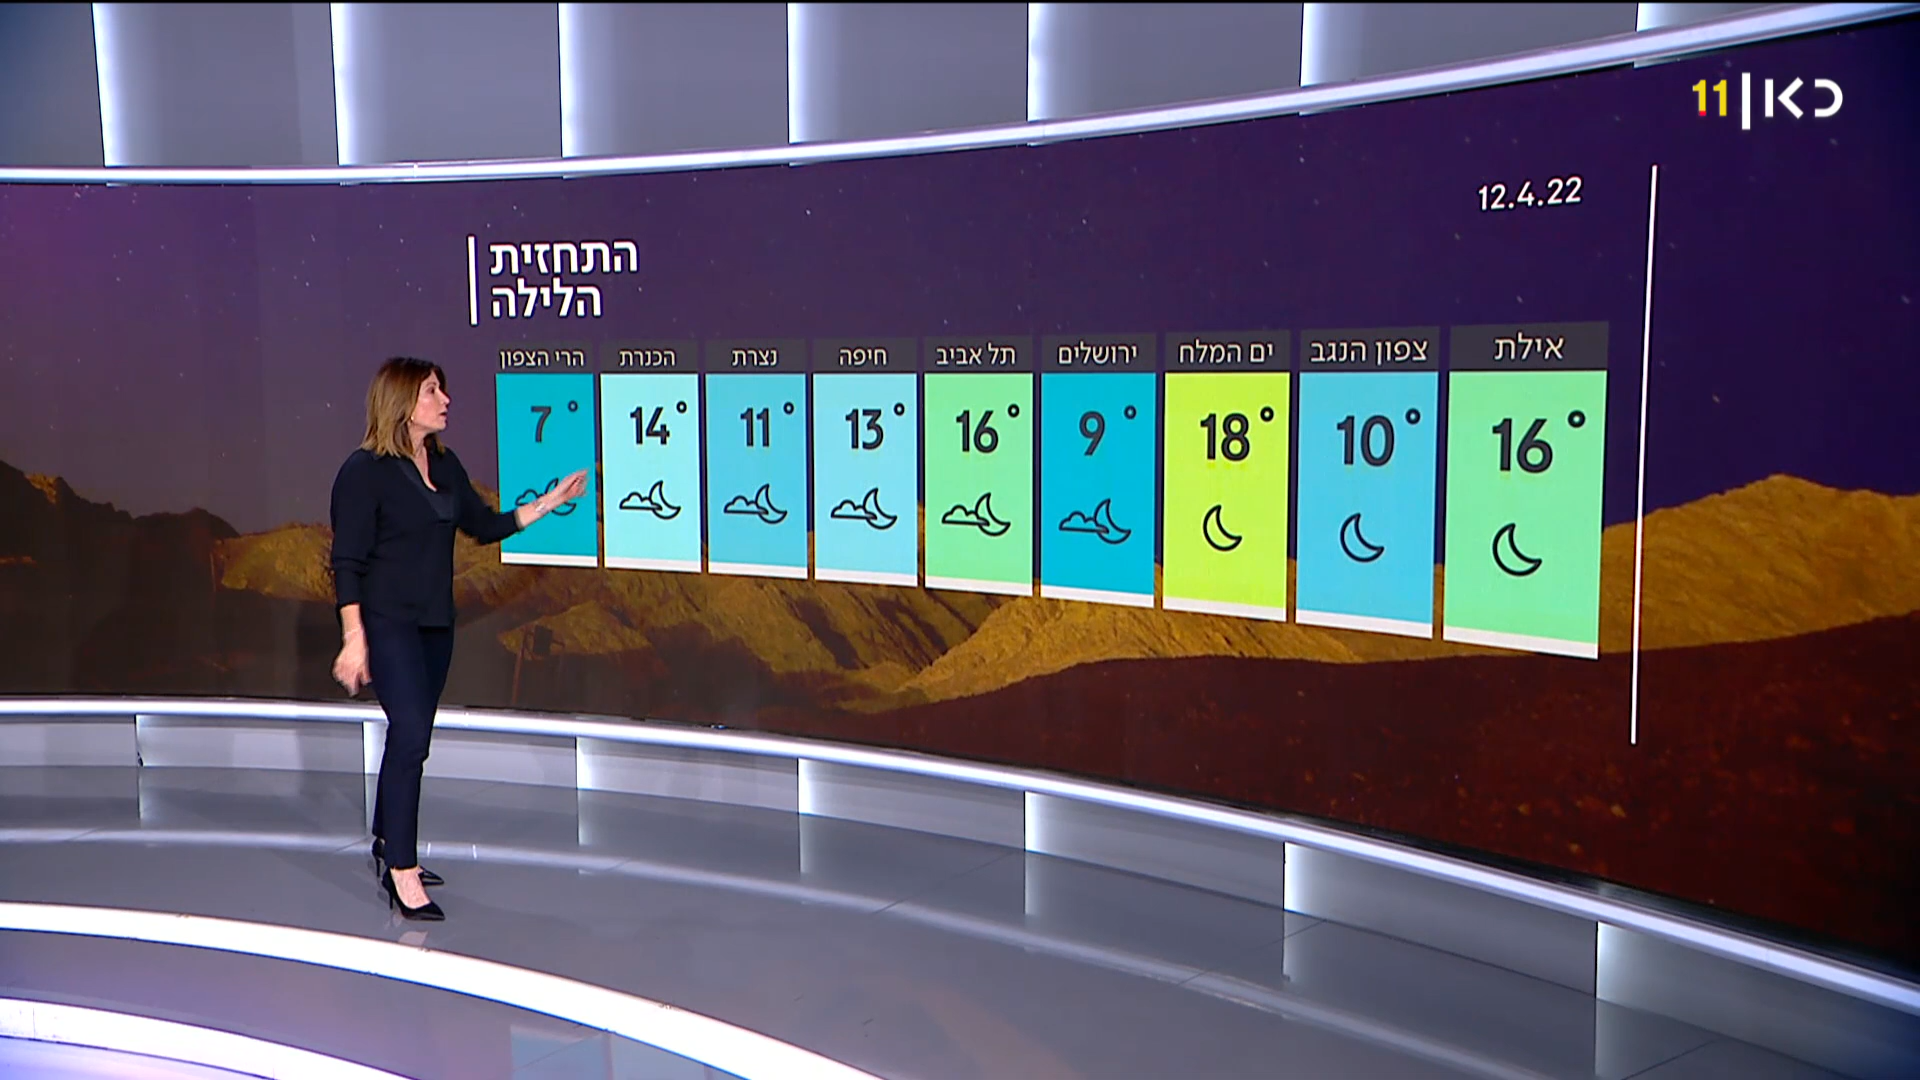 כאן|11
12.4.22
התחזית
הלילה
אילת
צפון הנגב
ים המלח
ירושלים
תל אביב
חיפה
נצרת
הכנרת
הרי הצפון
16°
10°
18°
9°
16°
13°
11°
14°
7°